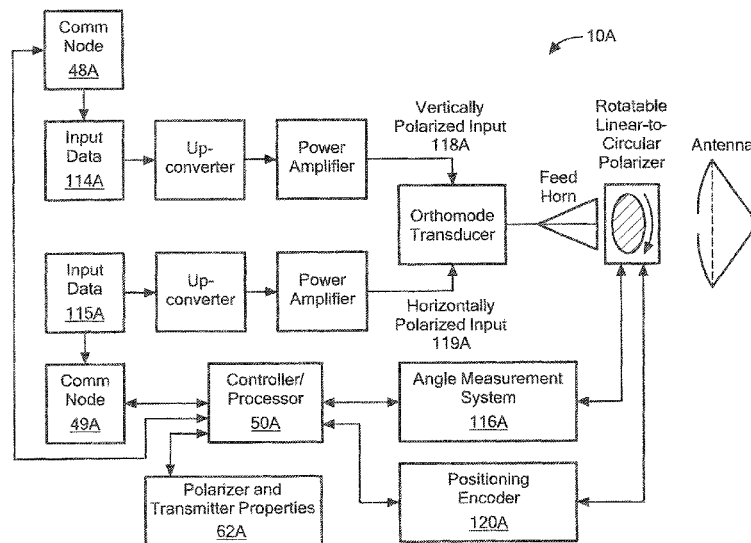 Comm
Node
48A
10A
Input
Data
114A
Up-
converter
Power
Amplifier
Vertically
Polarized Input
118A
Orthomode
Transducer
Feed
Horn
Rotatable
Linear-to-
Circular
Polarizer
Antenna
Input
Data
115A
Up-
converter
Power
Amplifier
Horizontally
Polarized Input
119A
Comm
Node
49A
Controller/
Processor
50A
Angle Measurement
System
116A
Polarizer and
Transmitter Properties
62A
Positioning
Encoder
120A